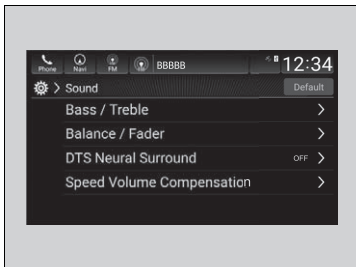 Phone Navi FM BBBBB 12:34
Sound Default
Bass / Treble
Balance / Fader
DTS Neural Surround OFF
Speed Volume Compensation